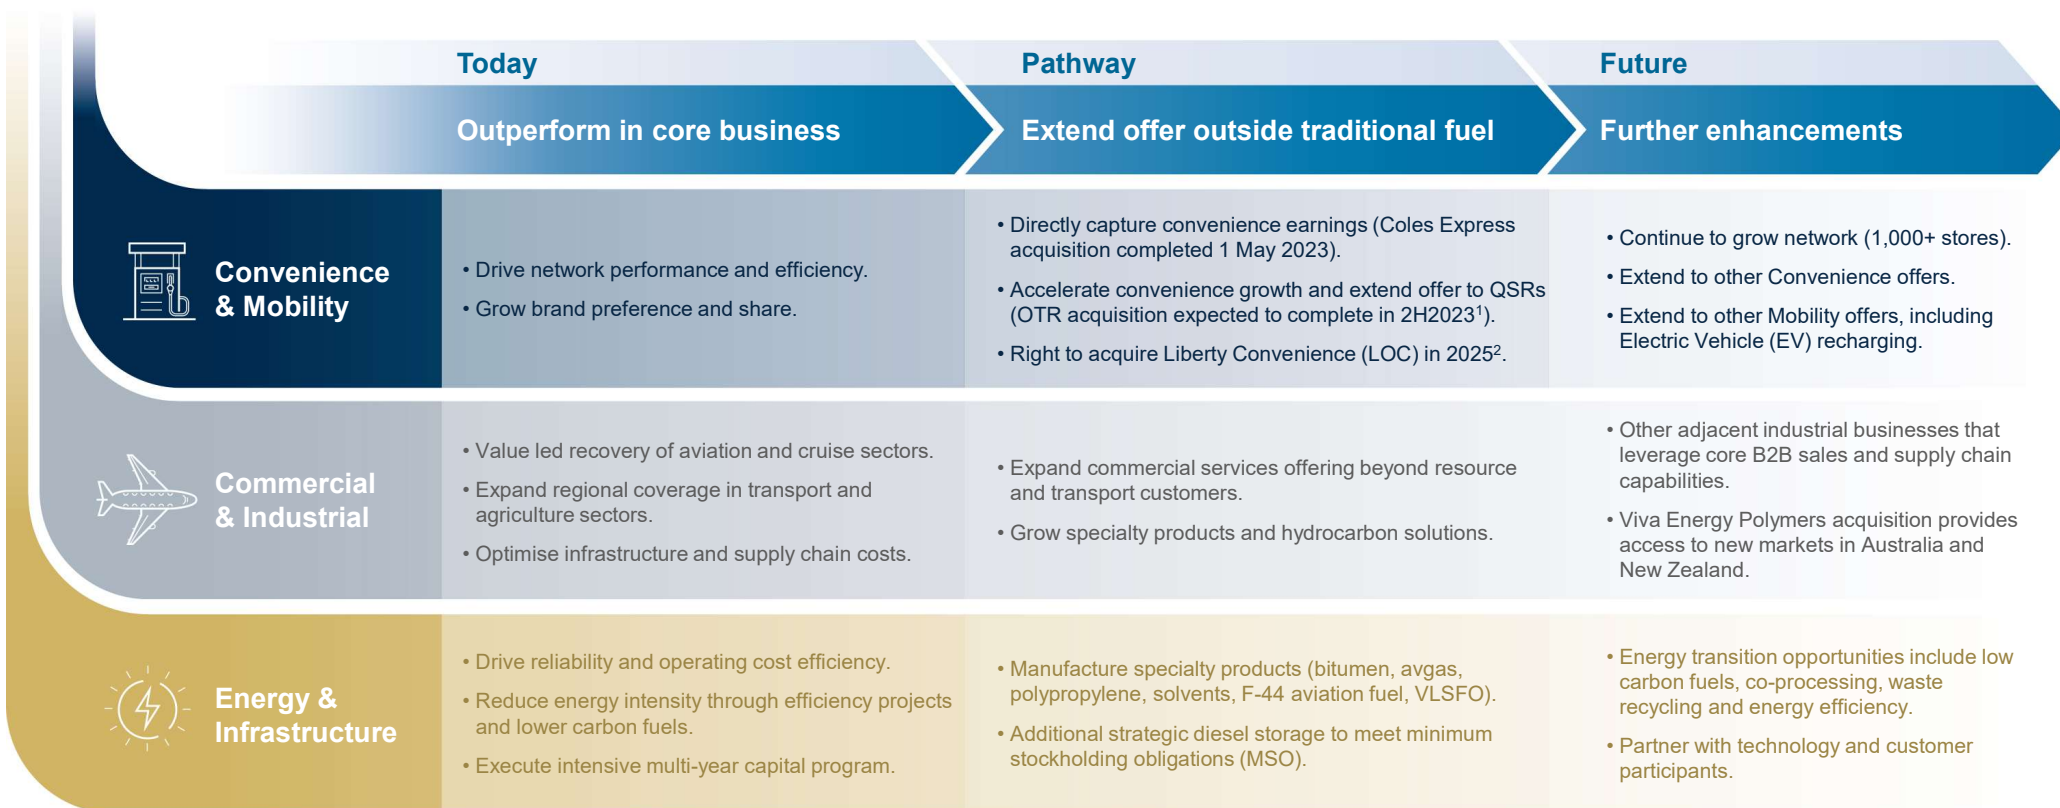 Today
Pathway
Future
Outperform in core business
Extend offer outside traditional fuel
Further enhancements
Convenience
& Mobility
• Drive network performance and efficiency.
• Grow brand preference and share.
• Directly capture convenience earnings (Coles Express
acquisition completed 1 May 2023).
• Accelerate convenience growth and extend offer to QSRs
(OTR acquisition expected to complete in 2H2023¹).
• Right to acquire Liberty Convenience (LOC) in 2025².
• Continue to grow network (1,000+ stores).
• Extend to other Convenience offers.
• Extend to other Mobility offers, including
Electric Vehicle (EV) recharging.
Commercial
& Industrial
• Value led recovery of aviation and cruise sectors.
• Expand regional coverage in transport and
agriculture sectors.
• Optimise infrastructure and supply chain costs.
• Expand commercial services offering beyond resource
and transport customers.
• Grow specialty products and hydrocarbon solutions.
• Other adjacent industrial businesses that
leverage core B2B sales and supply chain
capabilities.
• Viva Energy Polymers acquisition provides
access to new markets in Australia and
New Zealand.
Energy &
Infrastructure
• Drive reliability and operating cost efficiency.
• Reduce energy intensity through efficiency projects
and lower carbon fuels.
• Execute intensive multi-year capital program.
• Manufacture specialty products (bitumen, avgas,
polypropylene, solvents, F-44 aviation fuel, VLSFO).
• Additional strategic diesel storage to meet minimum
stockholding obligations (MSO).
• Energy transition opportunities include low
carbon fuels, co-processing, waste
recycling and energy efficiency.
• Partner with technology and customer
participants.